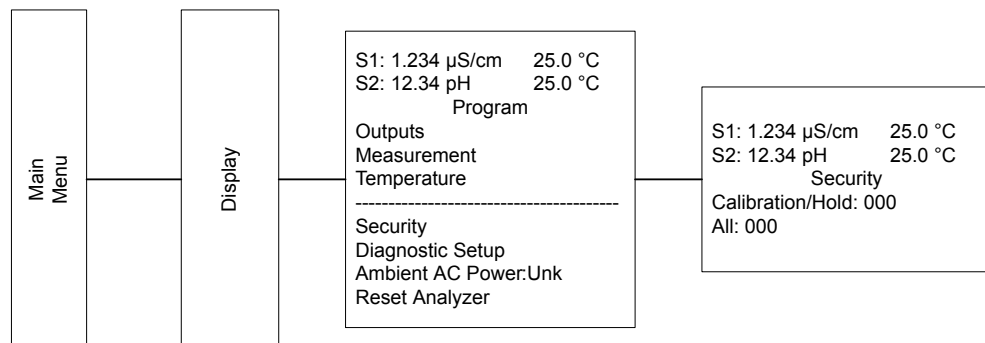 Main
Menu
Display
S1: 1.234 µS/cm 25.0 °C
S2: 12.34 pH 25.0 °C
Program
Outputs
Measurement
Temperature
----------------------------------------
Security
Diagnostic Setup
Ambient AC Power:Unk
Reset Analyzer
S1: 1.234 µS/cm 25.0 °C
S2: 12.34 pH 25.0 °C
Security
Calibration/Hold: 000
All: 000